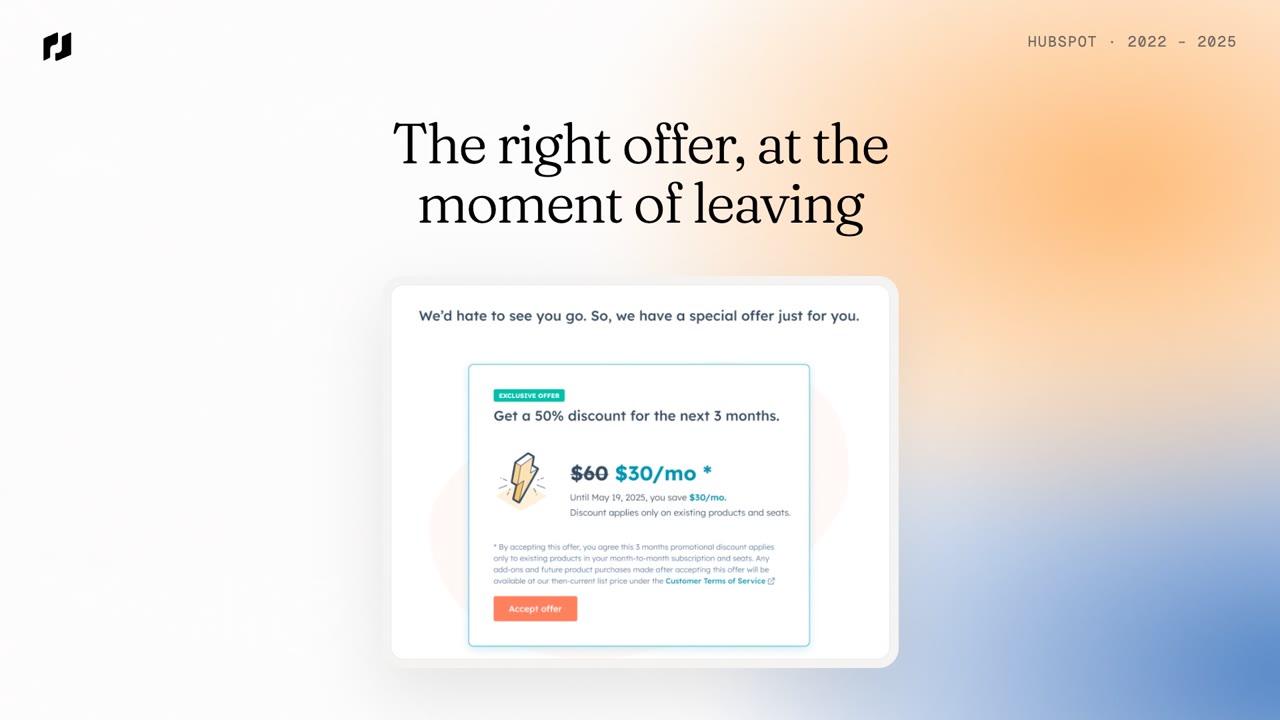 HUBSPOT · 2022 – 2025
The right offer, at the
moment of leaving
We'd hate to see you go. So, we have a special offer just for you.
EXCLUSIVE OFFER
Get a 50% discount for the next 3 months.
$60 $30/mo *
Until May 19, 2025, you save $30/mo.
Discount applies only on existing products and seats.
* By accepting this offer, you agree this 3 months promotional discount applies
only to existing products in your month-to-month subscription and seats. Any
add-ons and future product purchases made after accepting this offer will be
available at our then-current list price under the Customer Terms of Service
Accept offer